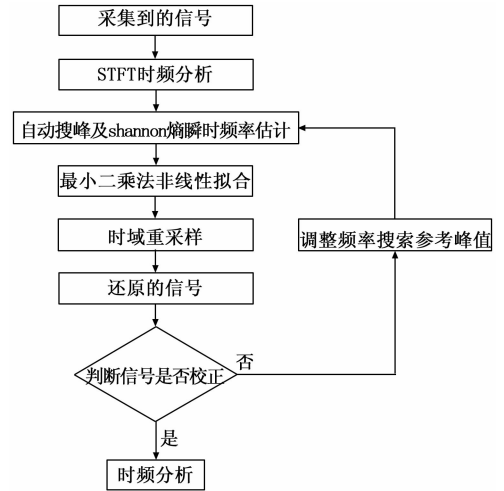 采集到的信号
STFT时频分析
自动搜峰及shannon熵瞬时频率估计
最小二乘法非线性拟合
时域重采样
调整频率搜索参考峰值
还原的信号
判断信号是否校正
否
是
时频分析